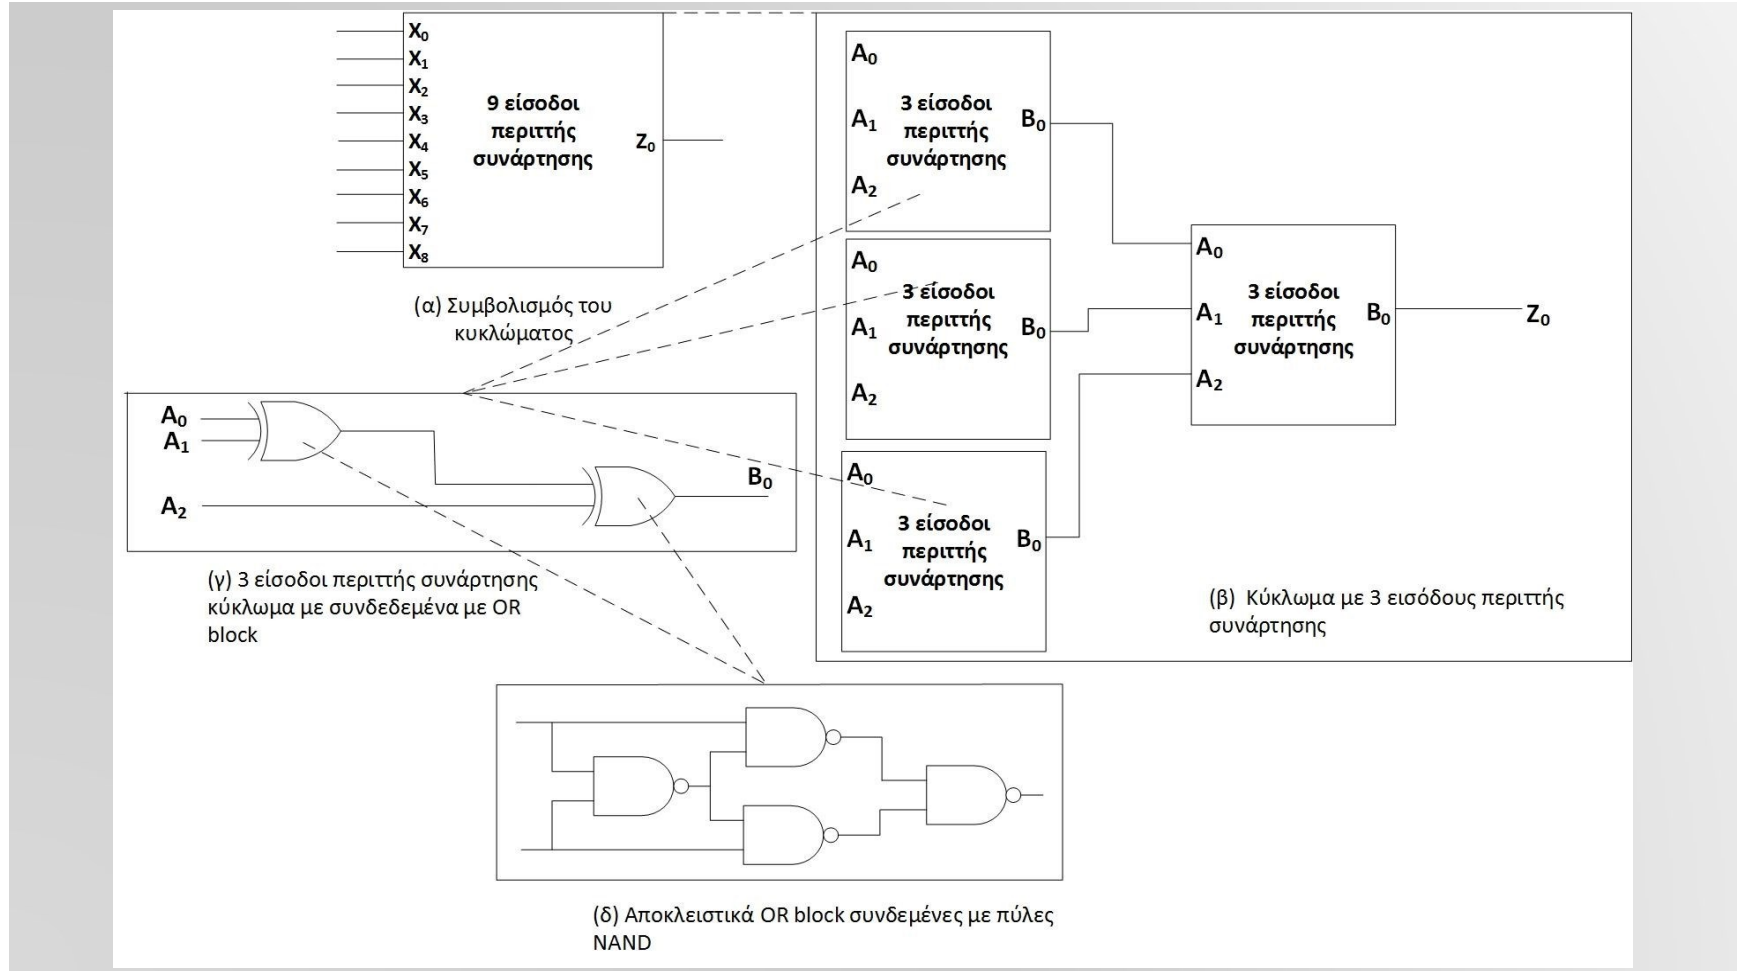 X₀
X₁
X₂
X₃
X₄
X₅
X₆
X₇
X₈
9 είσοδοι
περιττής
συνάρτησης
Z₀
(α) Συμβολισμός του
κυκλώματος
A₀
A₁
A₂
3 είσοδοι
περιττής
συνάρτησης
B₀
A₀
A₁
A₂
3 είσοδοι
περιττής
συνάρτησης
B₀
A₀
A₁
A₂
3 είσοδοι
περιττής
συνάρτησης
B₀
A₀
A₁
A₂
3 είσοδοι
περιττής
συνάρτησης
B₀
Z₀
(β) Κύκλωμα με 3 εισόδους περιττής
συνάρτησης
A₀
A₁
A₂
B₀
(γ) 3 είσοδοι περιττής συνάρτησης
κύκλωμα με συνδεδεμένα με OR
block
(δ) Αποκλειστικά OR block συνδεμένες με πύλες
NAND